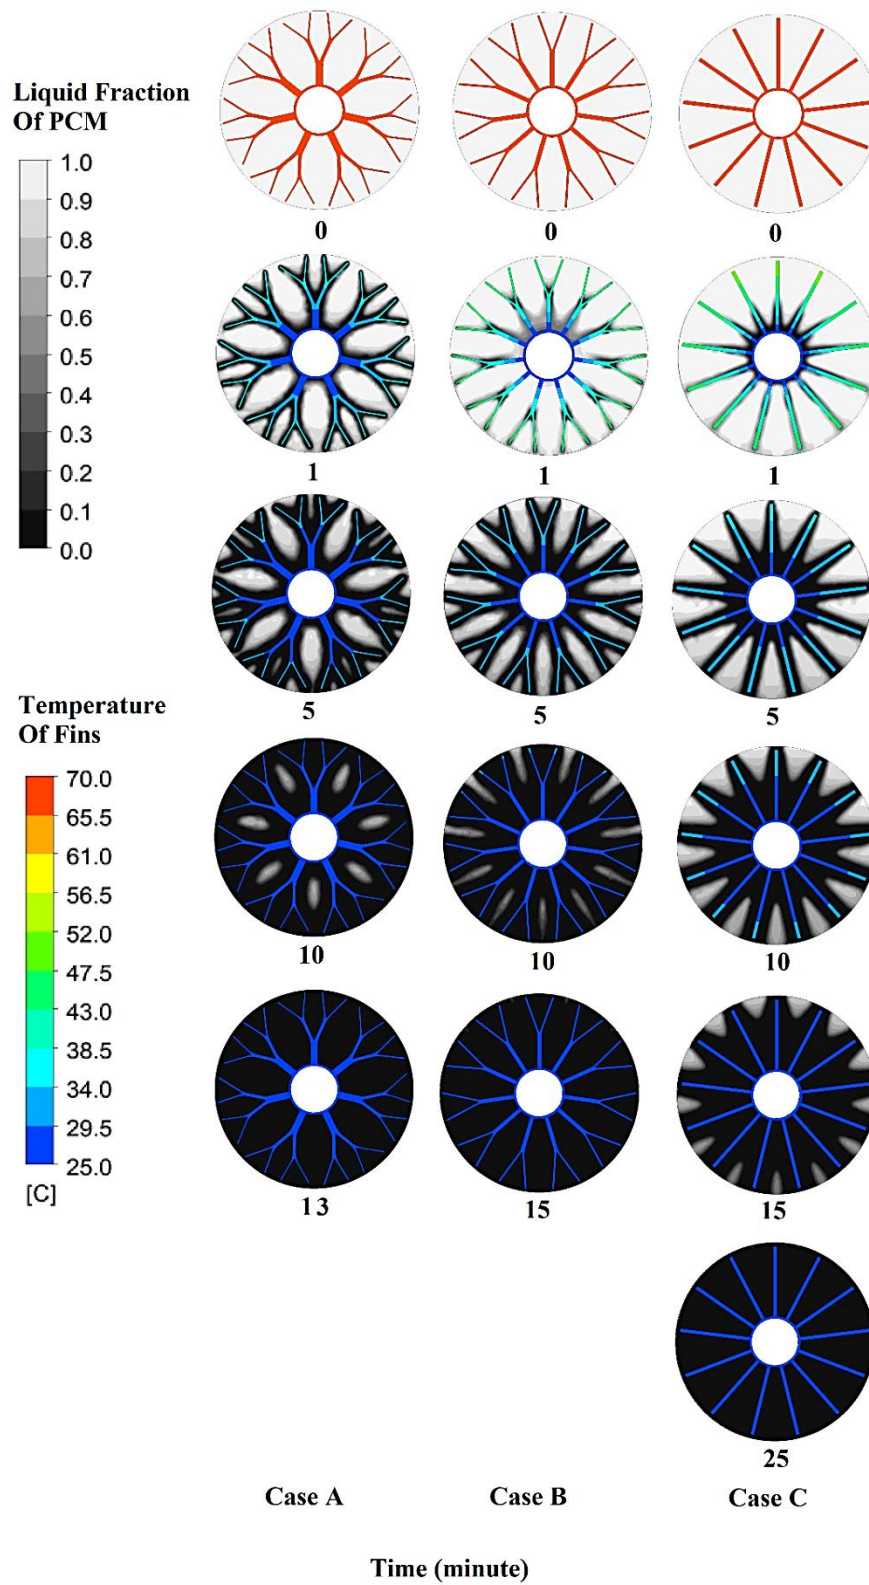 Liquid Fraction
Of PCM
1.0
0.9
0.8
0.7
0.6
0.5
0.4
0.3
0.2
0.1
0.0
0 0 0
1 1 1
5 5 5
Temperature
Of Fins
70.0
65.5
61.0
56.5
52.0
47.5
43.0
38.5
34.0
29.5
25.0
[C]
10 10 10
13 15 15
25
Case A Case B Case C
Time (minute)